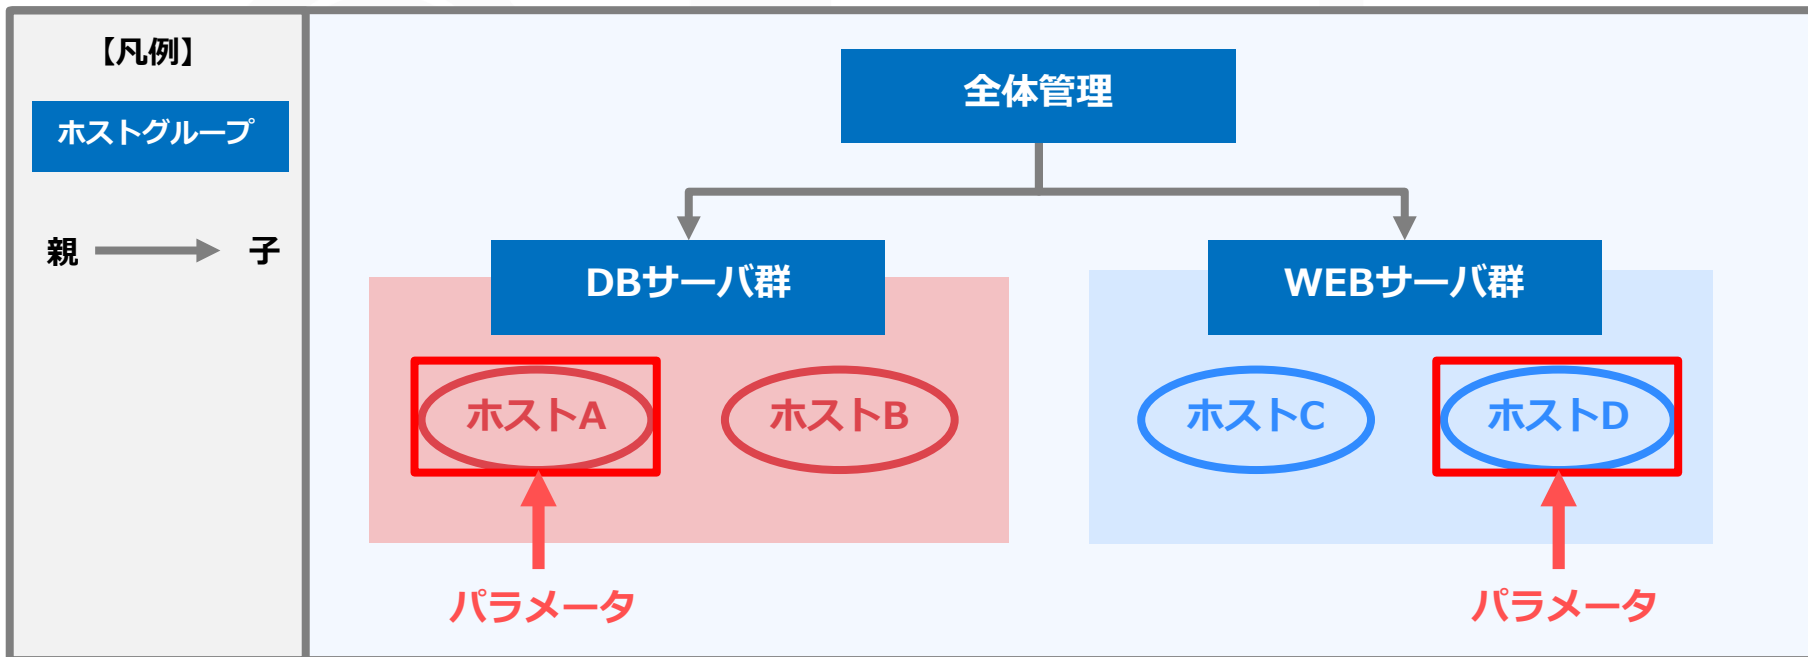 【凡例】
ホストグループ
親
子
全体管理
DBサーバ群
WEBサーバ群
ホストA
ホストB
ホストC
ホストD
パラメータ
パラメータ